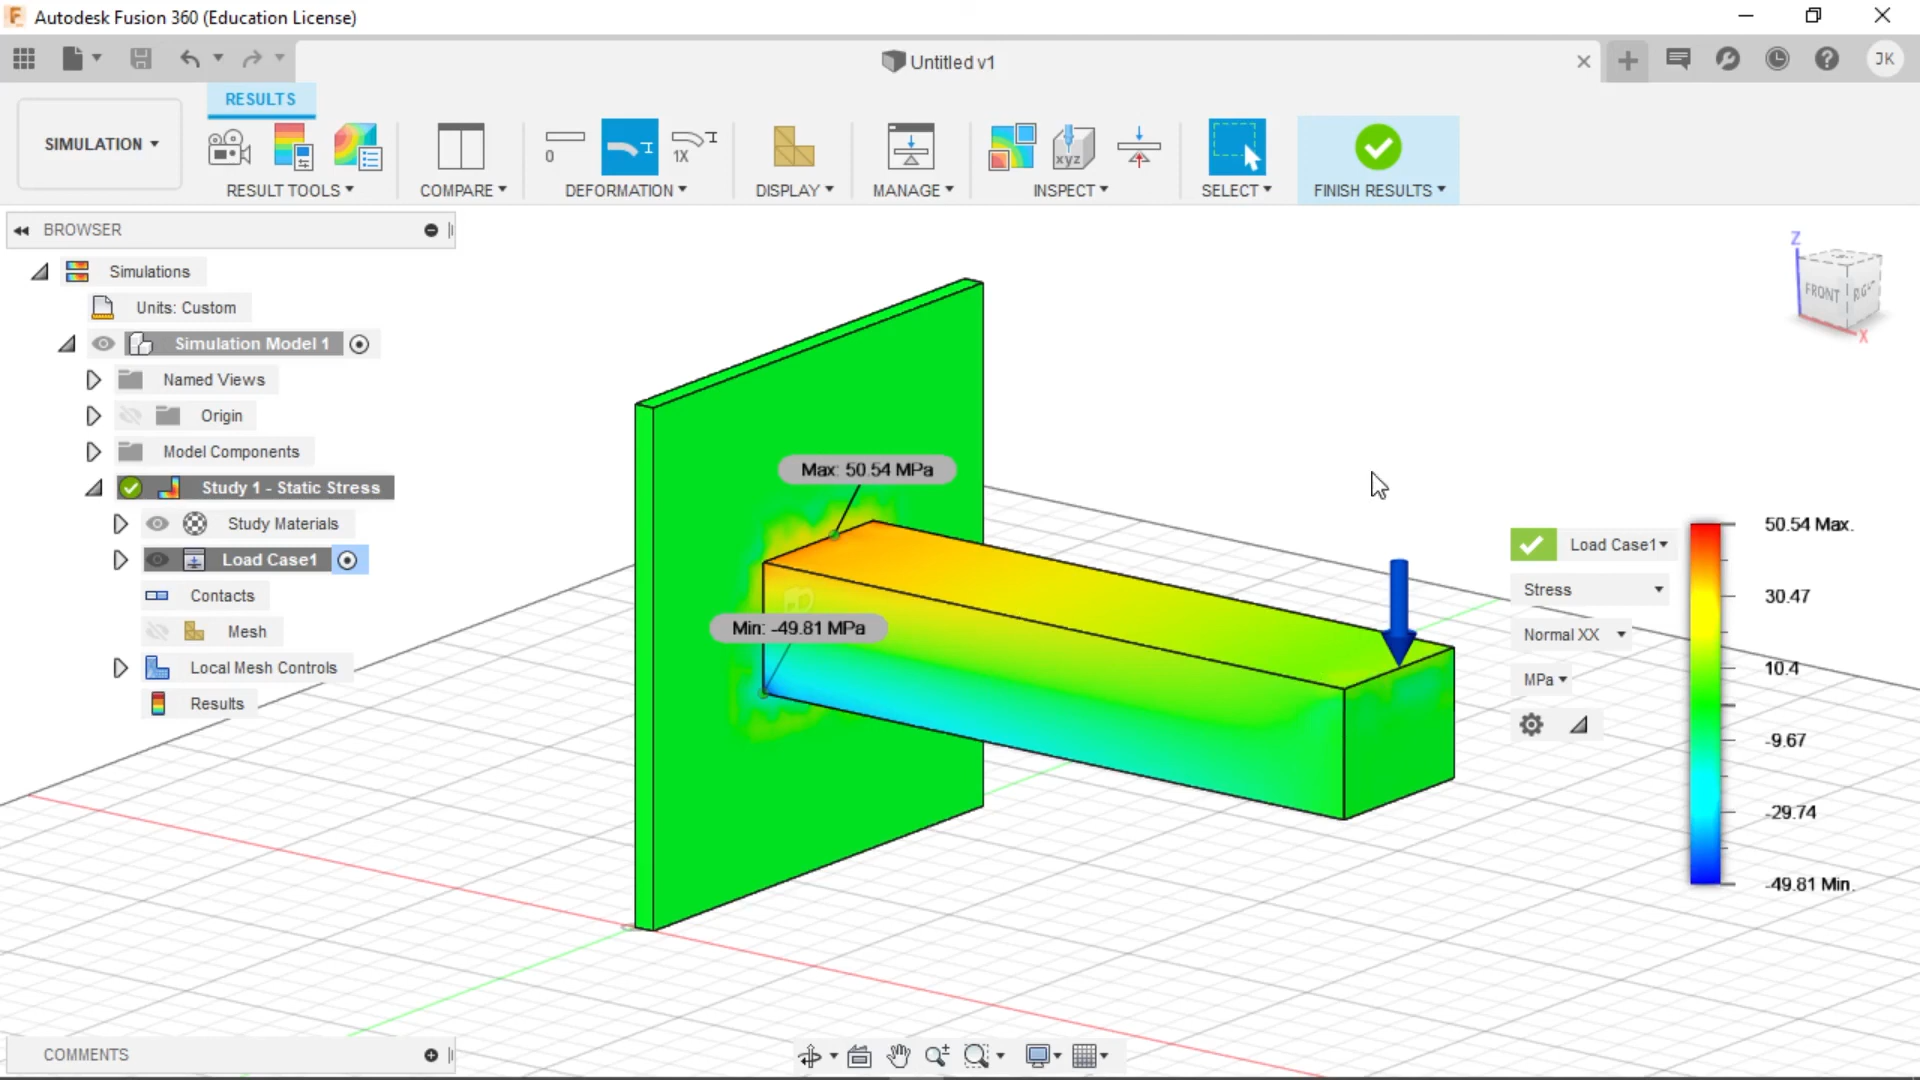 Autodesk Fusion 360 (Education License)
Untitled v1
JK
RESULTS
SIMULATION
0
1X
xyz
RESULT TOOLS
COMPARE
DEFORMATION
DISPLAY
MANAGE
INSPECT
SELECT
FINISH RESULTS
BROWSER
Simulations
Units: Custom
Simulation Model 1
Named Views
Origin
Model Components
Study 1 - Static Stress
Study Materials
Load Case1
Contacts
Mesh
Local Mesh Controls
Results
Z
FRONT
X
Max: 50.54 MPa
Min: -49.81 MPa
Load Case1
Stress
Normal XX
MPa
50.54 Max.
30.47
10.4
-9.67
-29.74
-49.81 Min.
COMMENTS